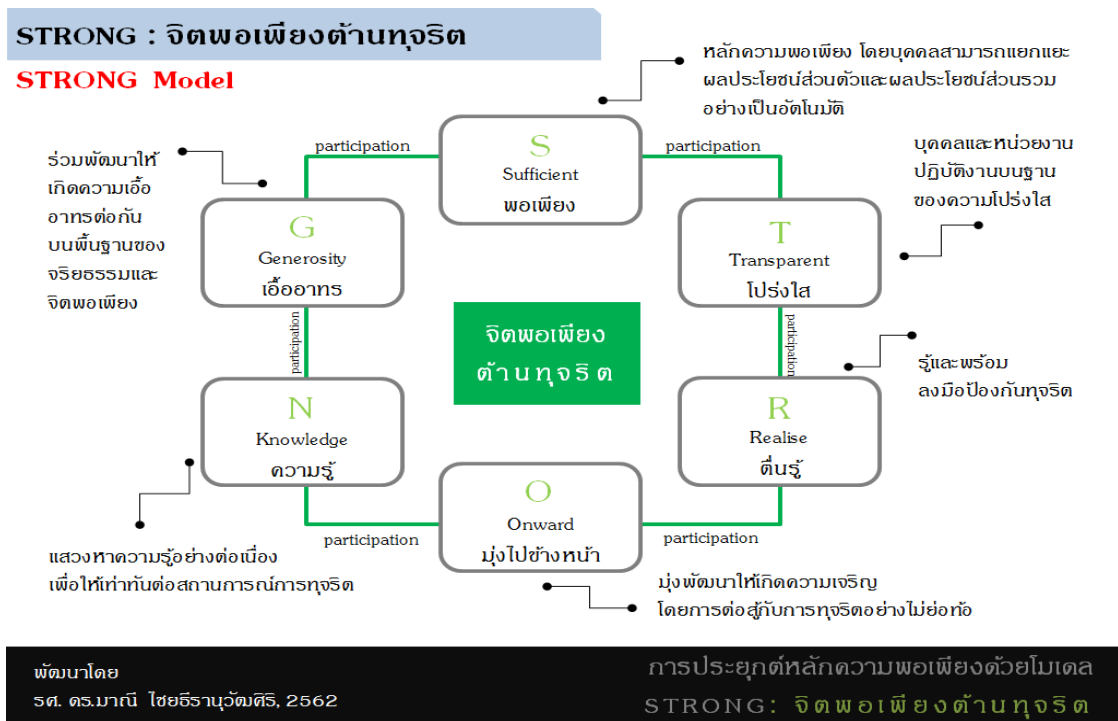 STRONG : จิตพอเพียงต้านทุจริต
STRONG Model
หลักความพอเพียง โดยบุคคลสามารถแยกแยะ
ผลประโยชน์ส่วนตัวและผลประโยชน์ส่วนรวม
อย่างเป็นอัตโนมัติ
participation
S
Sufficient
พอเพียง
participation
บุคคลและหน่วยงาน
ปฏิบัติงานบนฐาน
ของความโปร่งใส
ร่วมพัฒนาให้
เกิดความเอื้อ
อาทรต่อกัน
บนพื้นฐานของ
จริยธรรมและ
จิตพอเพียง
G
Generosity
เอื้ออาทร
T
Transparent
โปร่งใส
participation
จิตพอเพียง
ต้านทุจริต
participation
รู้และพร้อม
ลงมือป้องกันทุจริต
N
Knowledge
ความรู้
R
Realise
ตื่นรู้
O
Onward
มุ่งไปข้างหน้า
participation
participation
แสวงหาความรู้อย่างต่อเนื่อง
เพื่อให้เท่าทันต่อสถานการณ์การทุจริต
มุ่งพัฒนาให้เกิดความเจริญ
โดยการต่อสู้กับการทุจริตอย่างไม่ย่อท้อ
พัฒนาโดย
รศ. ดร.มาณี ไชยธีรานุวัฒศิริ, 2562
การประยุกต์หลักความพอเพียงด้วยโมเดล
STRONG: จิตพอเพียงต้านทุจริต